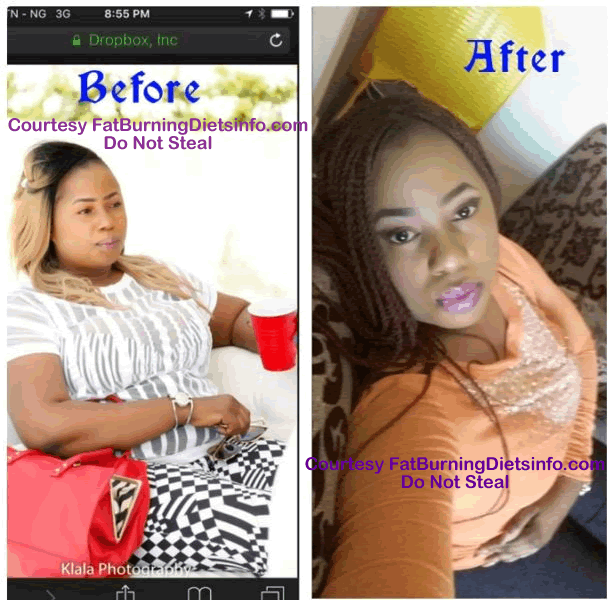 TN - NG 3G 8:55 PM
Dropbox, Inc
Before
Courtesy FatBurningDietsinfo.com
Do Not Steal
Klala Photography
After
Courtesy FatBurningDietsinfo.com
Do Not Steal